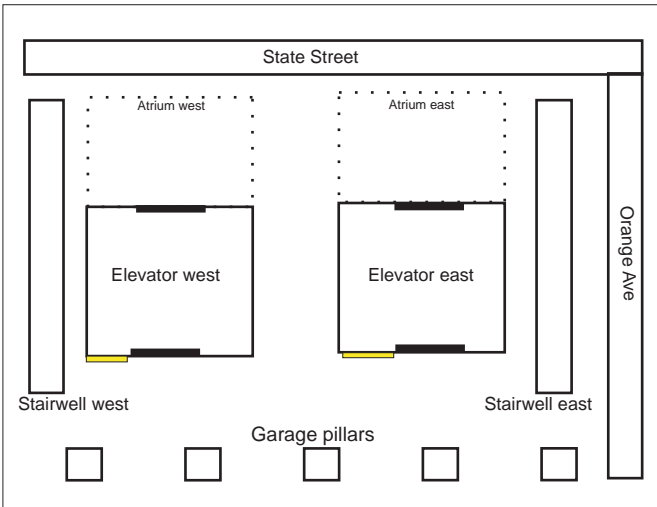 State Street
Atrium west
Atrium east
Orange Ave
Elevator west
Elevator east
Stairwell west
Stairwell east
Garage pillars